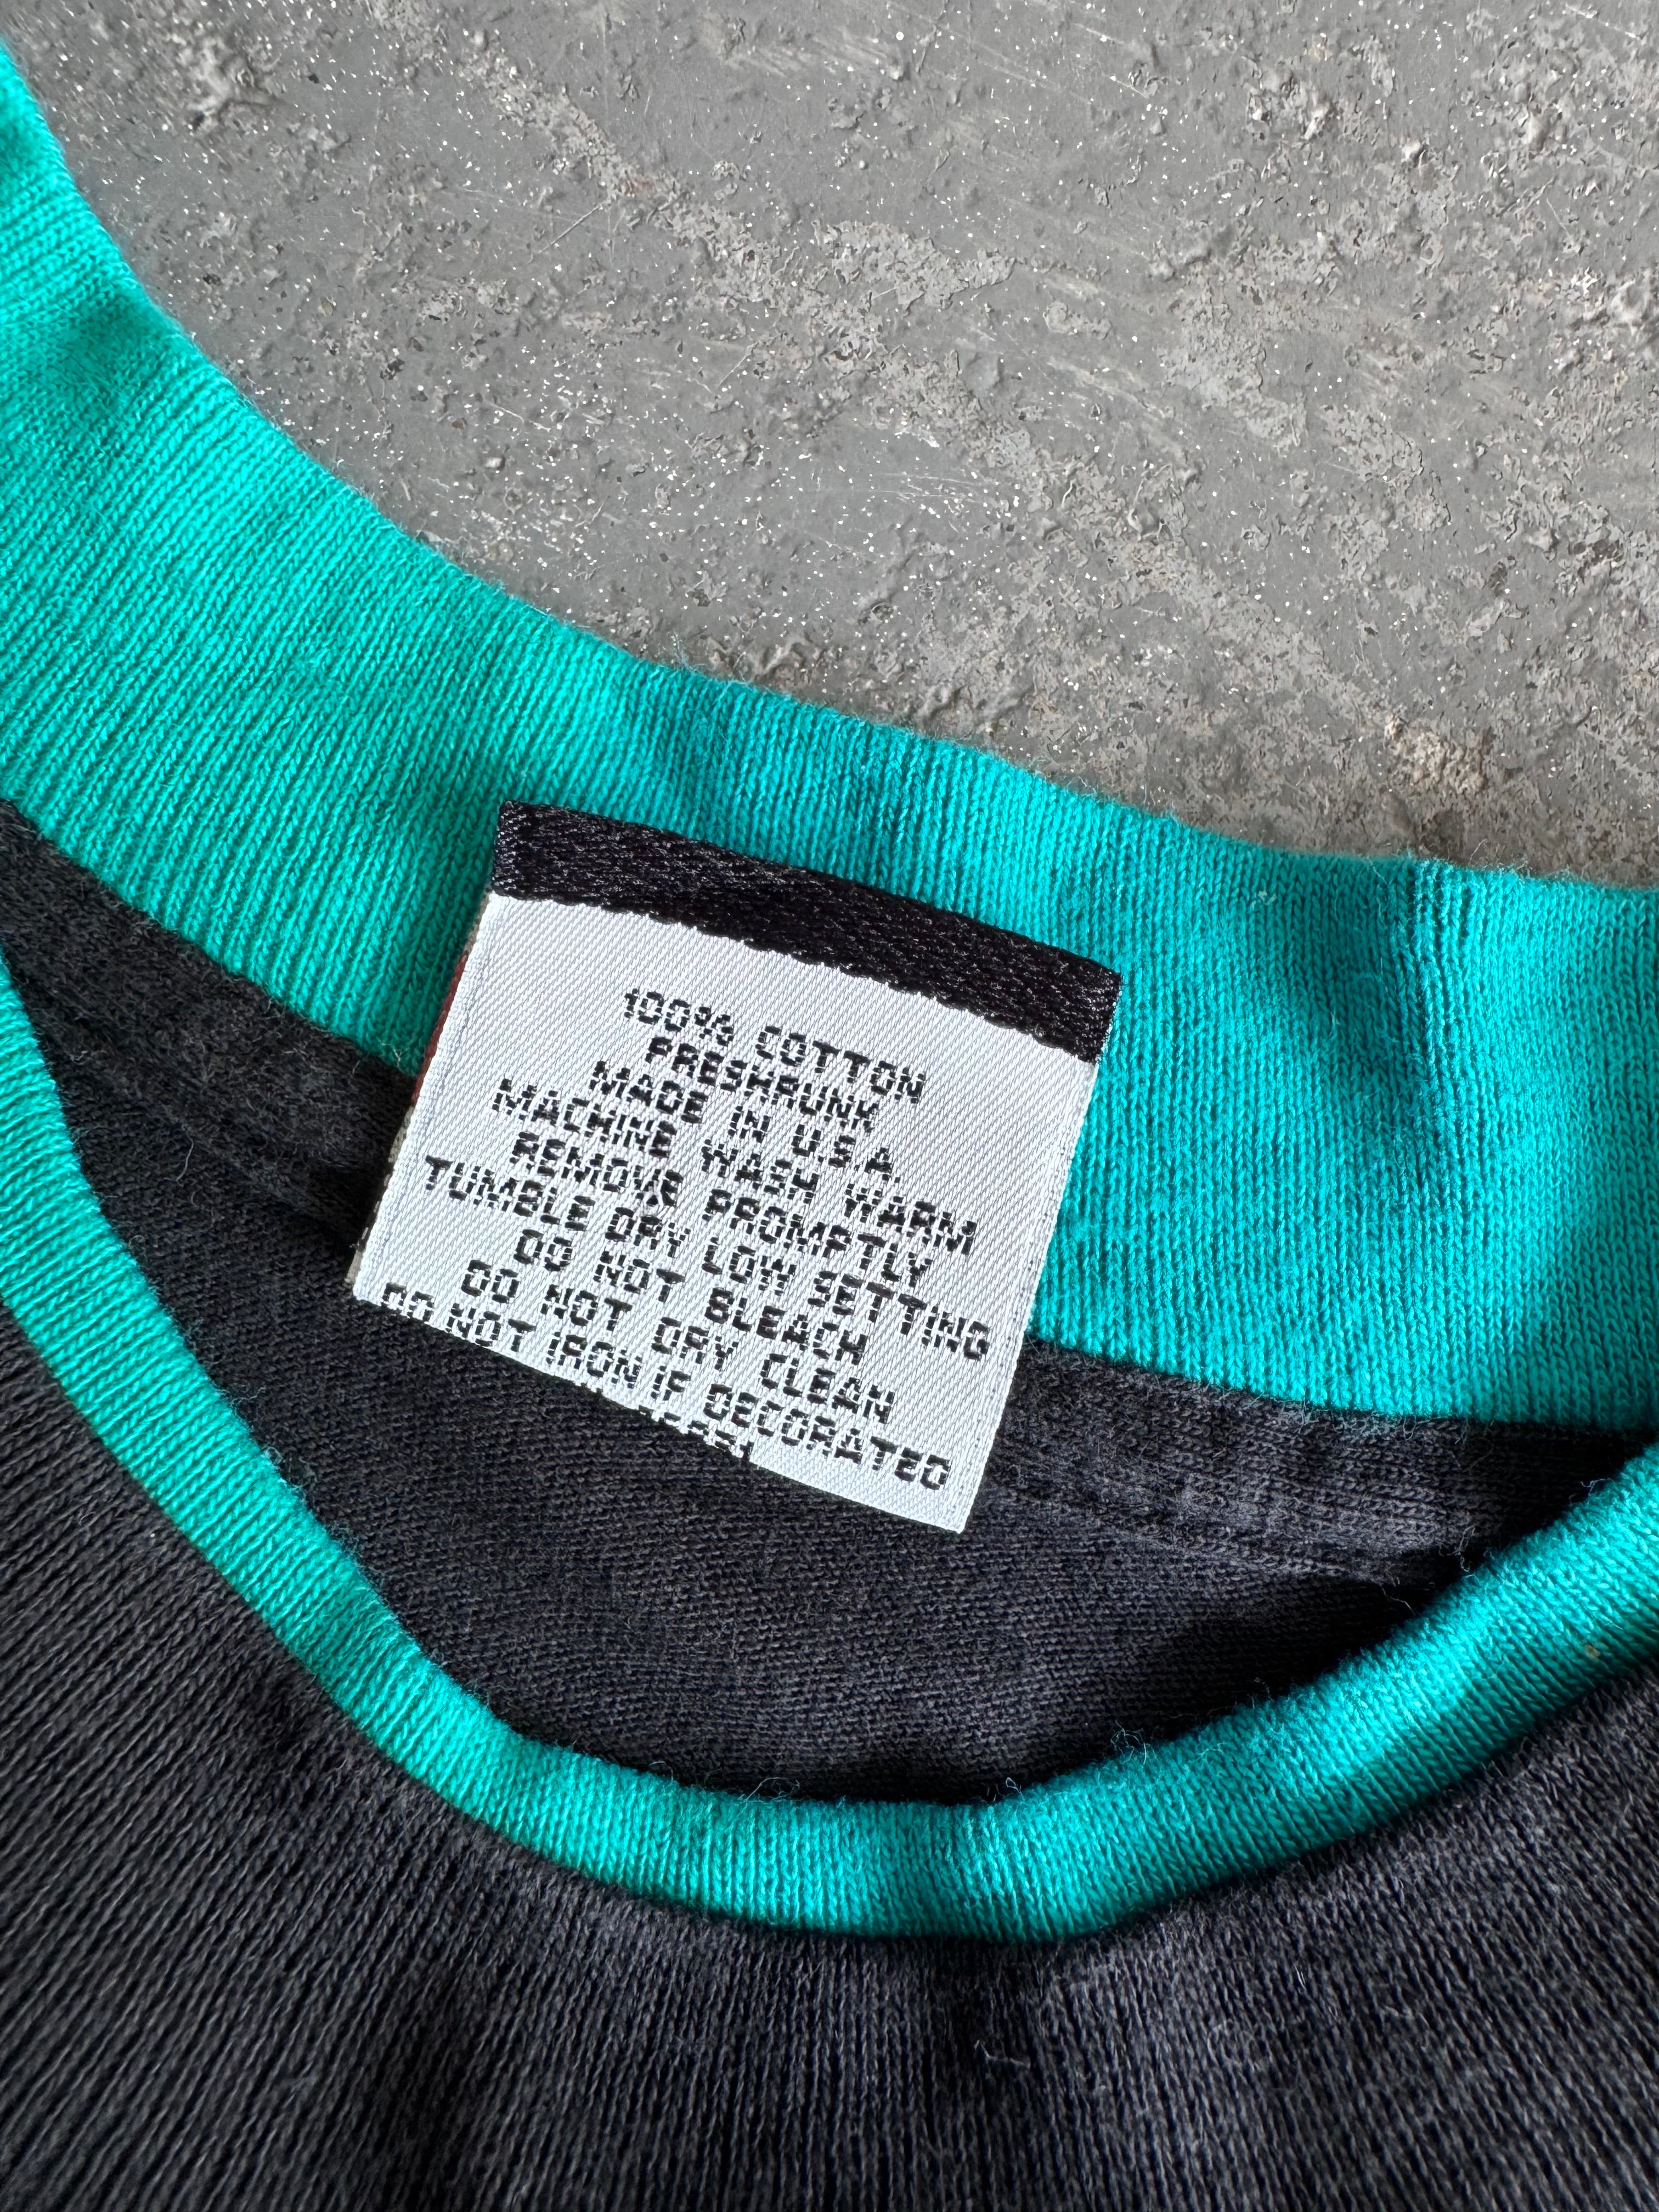 100% COTTON
PRESHRUNK
MADE IN U.S.A.
MACHINE WASH WARM
REMOVE PROMPTLY
TUMBLE DRY LOW SETTING
DO NOT BLEACH
DO NOT DRY CLEAN
DO NOT IRON IF DECORATED